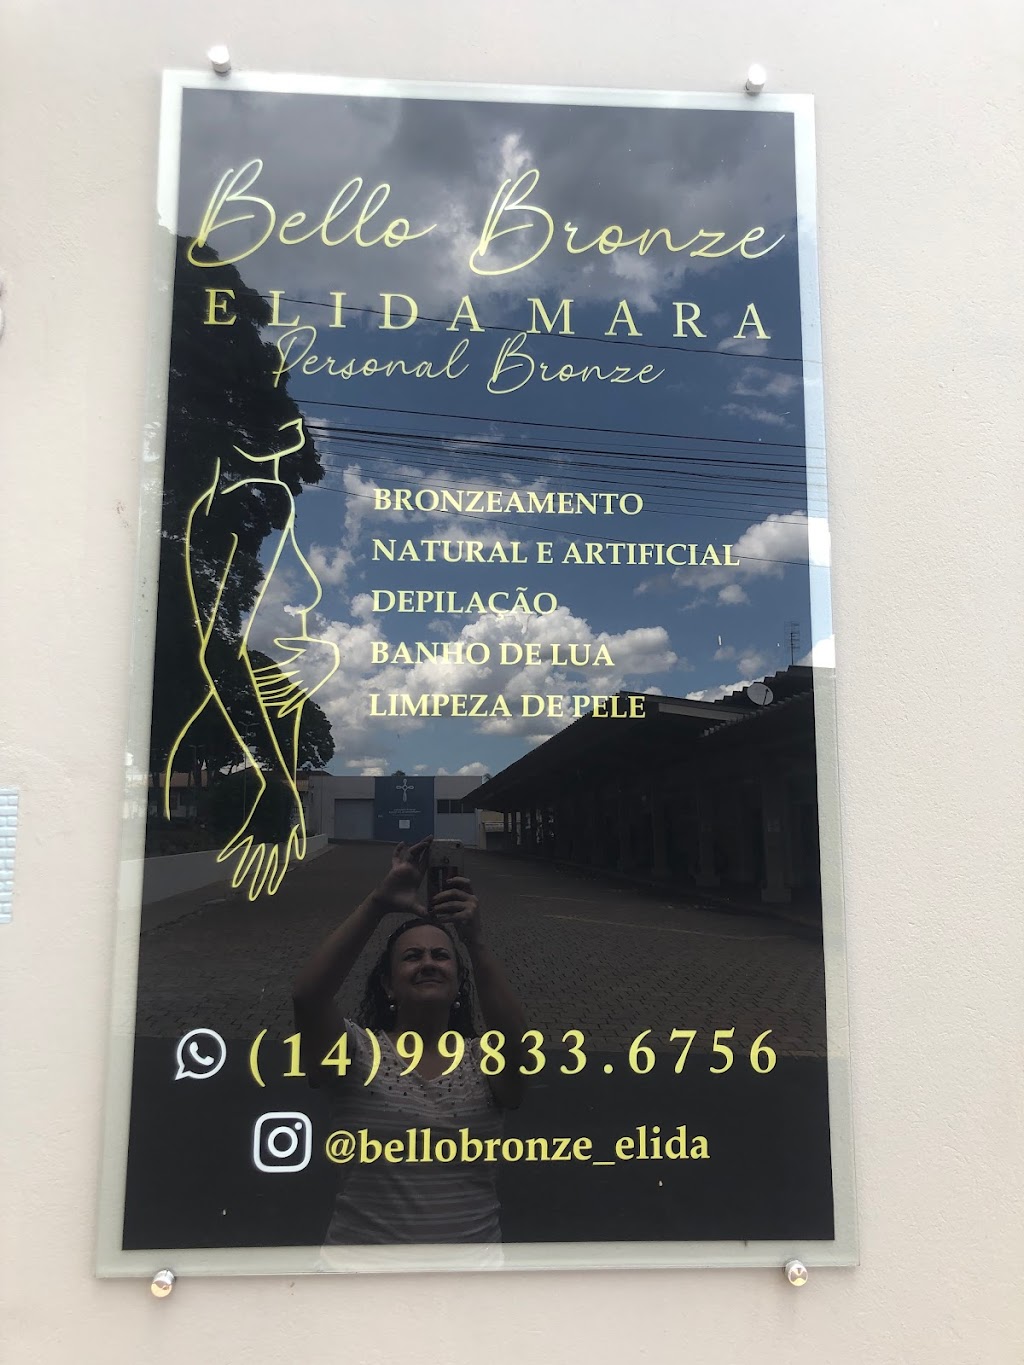 Bello Bronze
ELIDA MARA
Personal Bronze
BRONZEAMENTO
NATURAL E ARTIFICIAL
DEPILAÇÃO
BANHO DE LUA
LIMPEZA DE PELE
(14)99833.6756
@bellobronze_elida